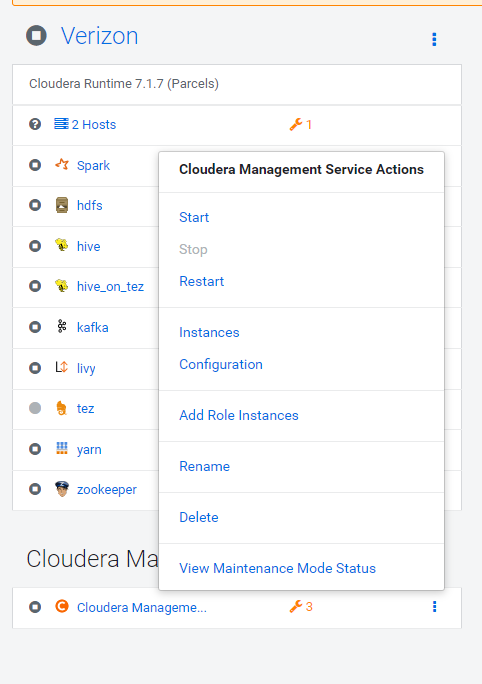 Verizon
Cloudera Runtime 7.1.7 (Parcels)
2 Hosts 1
Spark
hdfs
hive
hive_on_tez
kafka
livy
tez
yarn
zookeeper
Cloudera Management Service Actions
Start
Stop
Restart
Instances
Configuration
Add Role Instances
Rename
Delete
View Maintenance Mode Status
Cloudera Ma
Cloudera Manageme... 3